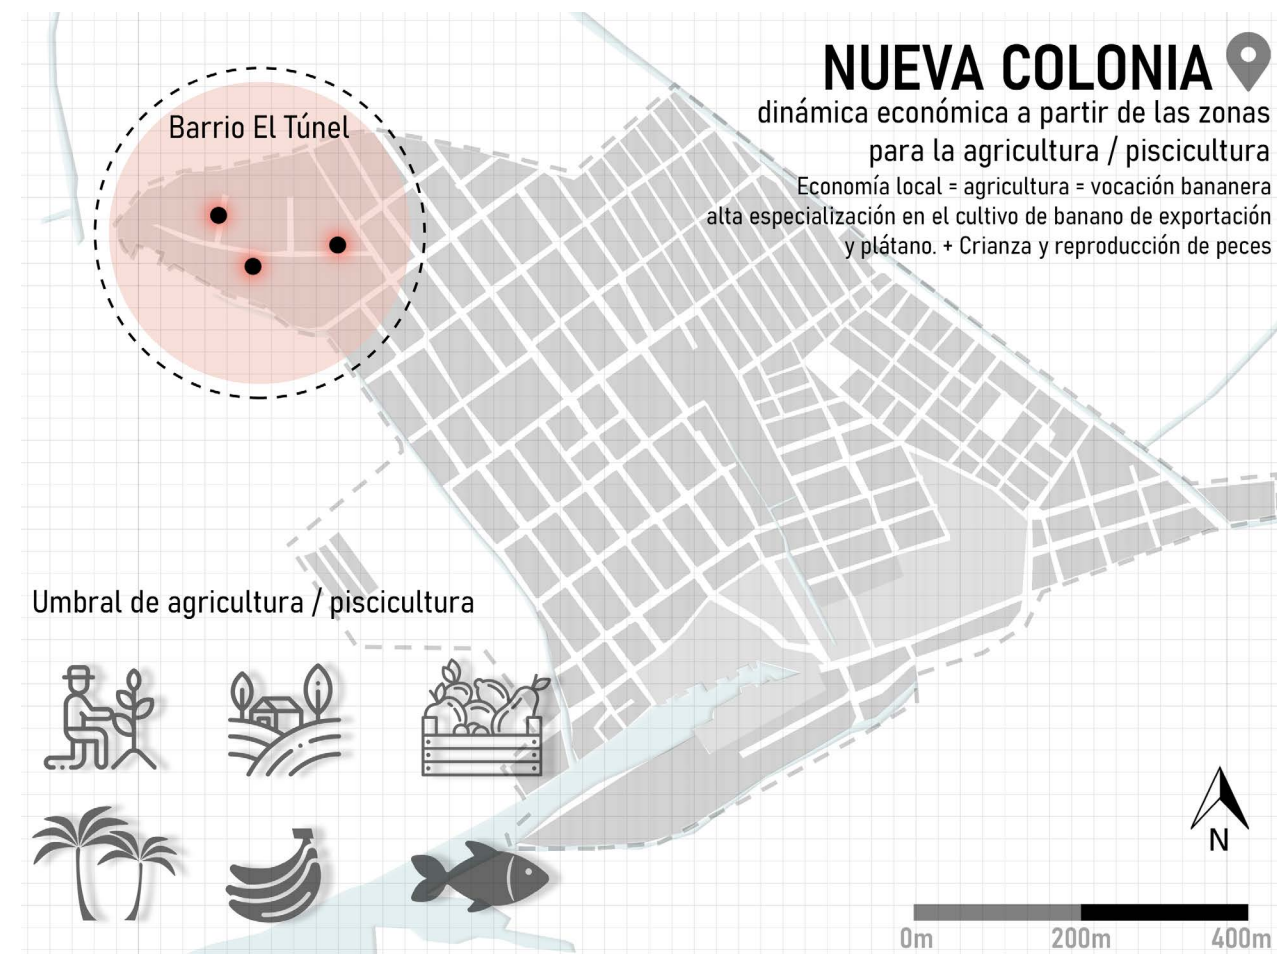 NUEVA COLONIA
dinámica económica a partir de las zonas
para la agricultura / piscicultura
Economía local = agricultura = vocación bananera
alta especialización en el cultivo de banano de exportación
y plátano. + Crianza y reproducción de peces
Barrio El Túnel
Umbral de agricultura / piscicultura
N
0m 200m 400m